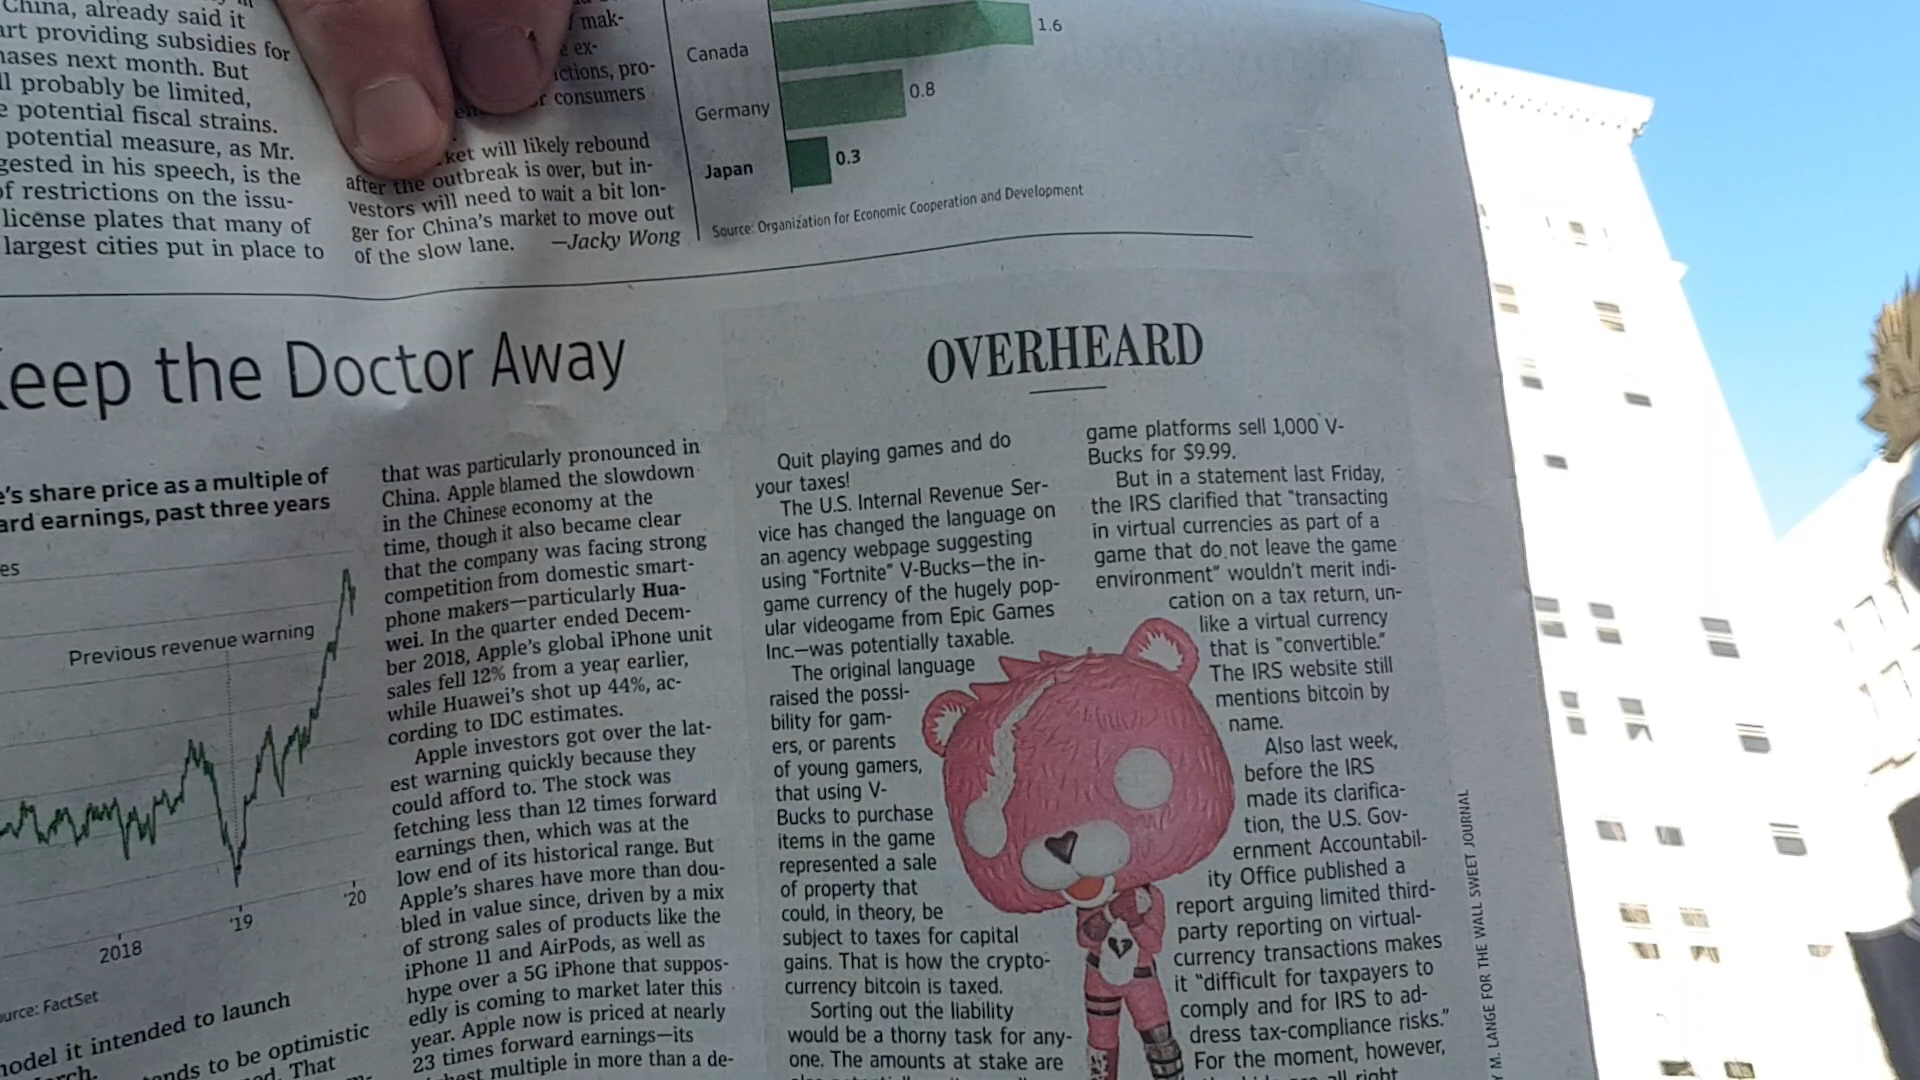 China, already said it
art providing subsidies for
hases next month. But
ll probably be limited,
e potential fiscal strains.
potential measure, as Mr.
gested in his speech, is the
of restrictions on the issu-
license plates that many of
largest cities put in place to
mak-
ex-
ctions, pro-
consumers
ket will likely rebound
after the outbreak is over, but in-
vestors will need to wait a bit lon-
ger for China's market to move out
of the slow lane. —Jacky Wong
Canada 1.6
Germany 0.8
Japan 0.3
Source: Organization for Economic Cooperation and Development
Keep the Doctor Away
e's share price as a multiple of
ard earnings, past three years
es
Previous revenue warning
2018 '19 '20
ource: FactSet
model it intended to launch
rch.
ends to be optimistic
That
that was particularly pronounced in
China. Apple blamed the slowdown
in the Chinese economy at the
time, though it also became clear
that the company was facing strong
competition from domestic smart-
phone makers—particularly Hua-
wei. In the quarter ended Decem-
ber 2018, Apple's global iPhone unit
sales fell 12% from a year earlier,
while Huawei's shot up 44%, ac-
cording to IDC estimates.
Apple investors got over the lat-
est warning quickly because they
could afford to. The stock was
fetching less than 12 times forward
earnings then, which was at the
low end of its historical range. But
Apple's shares have more than dou-
bled in value since, driven by a mix
of strong sales of products like the
iPhone 11 and AirPods, as well as
hype over a 5G iPhone that suppos-
edly is coming to market later this
year. Apple now is priced at nearly
23 times forward earnings—its
multiple in more than a de-
OVERHEARD
Quit playing games and do
your taxes!
The U.S. Internal Revenue Ser-
vice has changed the language on
an agency webpage suggesting
using "Fortnite" V-Bucks—the in-
game currency of the hugely pop-
ular videogame from Epic Games
Inc.—was potentially taxable.
The original language
raised the possi-
bility for gam-
ers, or parents
of young gamers,
that using V-
Bucks to purchase
items in the game
represented a sale
of property that
could, in theory, be
subject to taxes for capital
gains. That is how the crypto-
currency bitcoin is taxed.
Sorting out the liability
would be a thorny task for any-
one. The amounts at stake are
game platforms sell 1,000 V-
Bucks for $9.99.
But in a statement last Friday,
the IRS clarified that "transacting
in virtual currencies as part of a
game that do not leave the game
environment" wouldn't merit indi-
cation on a tax return, un-
like a virtual currency
that is "convertible."
The IRS website still
mentions bitcoin by
name.
Also last week,
before the IRS
made its clarifica-
tion, the U.S. Gov-
ernment Accountabil-
ity Office published a
report arguing limited third-
party reporting on virtual-
currency transactions makes
it "difficult for taxpayers to
comply and for IRS to ad-
dress tax-compliance risks."
For the moment, however,
all right
M. LANGE FOR THE WALL STREET JOURNAL